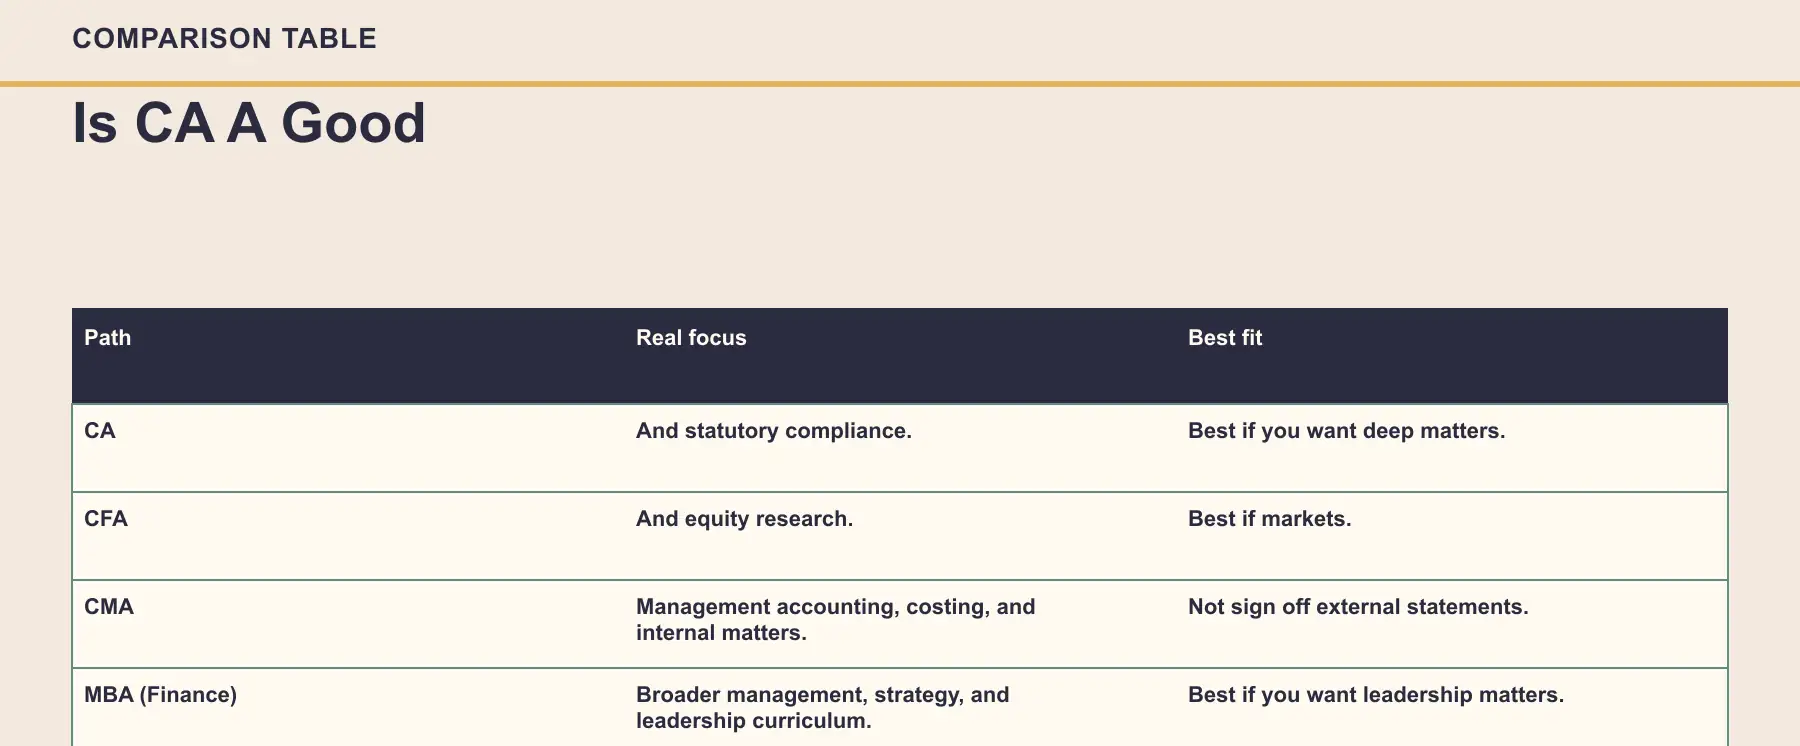 COMPARISON TABLE
Is CA A Good
Path Real focus Best fit
CA And statutory compliance. Best if you want deep matters.
CFA And equity research. Best if markets.
CMA Management accounting, costing, and Not sign off external statements.
internal matters.
MBA (Finance) Broader management, strategy, and Best if you want leadership matters.
leadership curriculum.